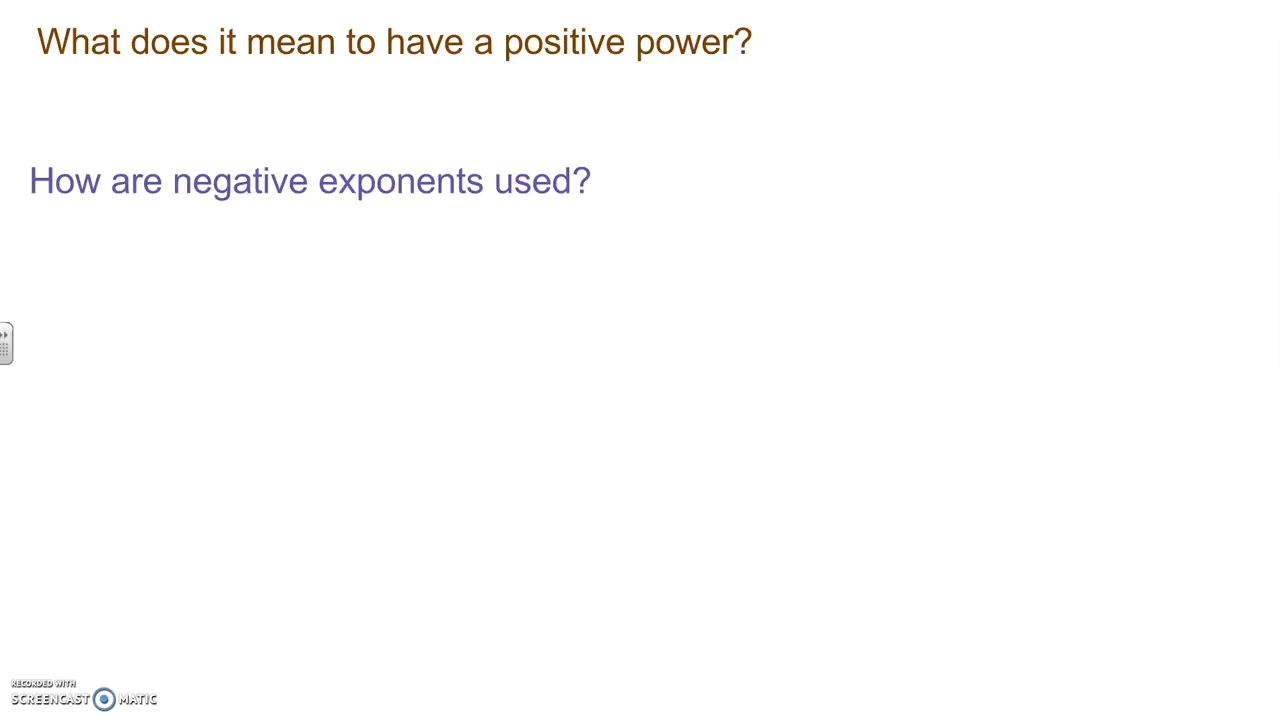 What does it mean to have a positive power?
How are negative exponents used?
RECORDED WITH
SCREENCAST MATIC